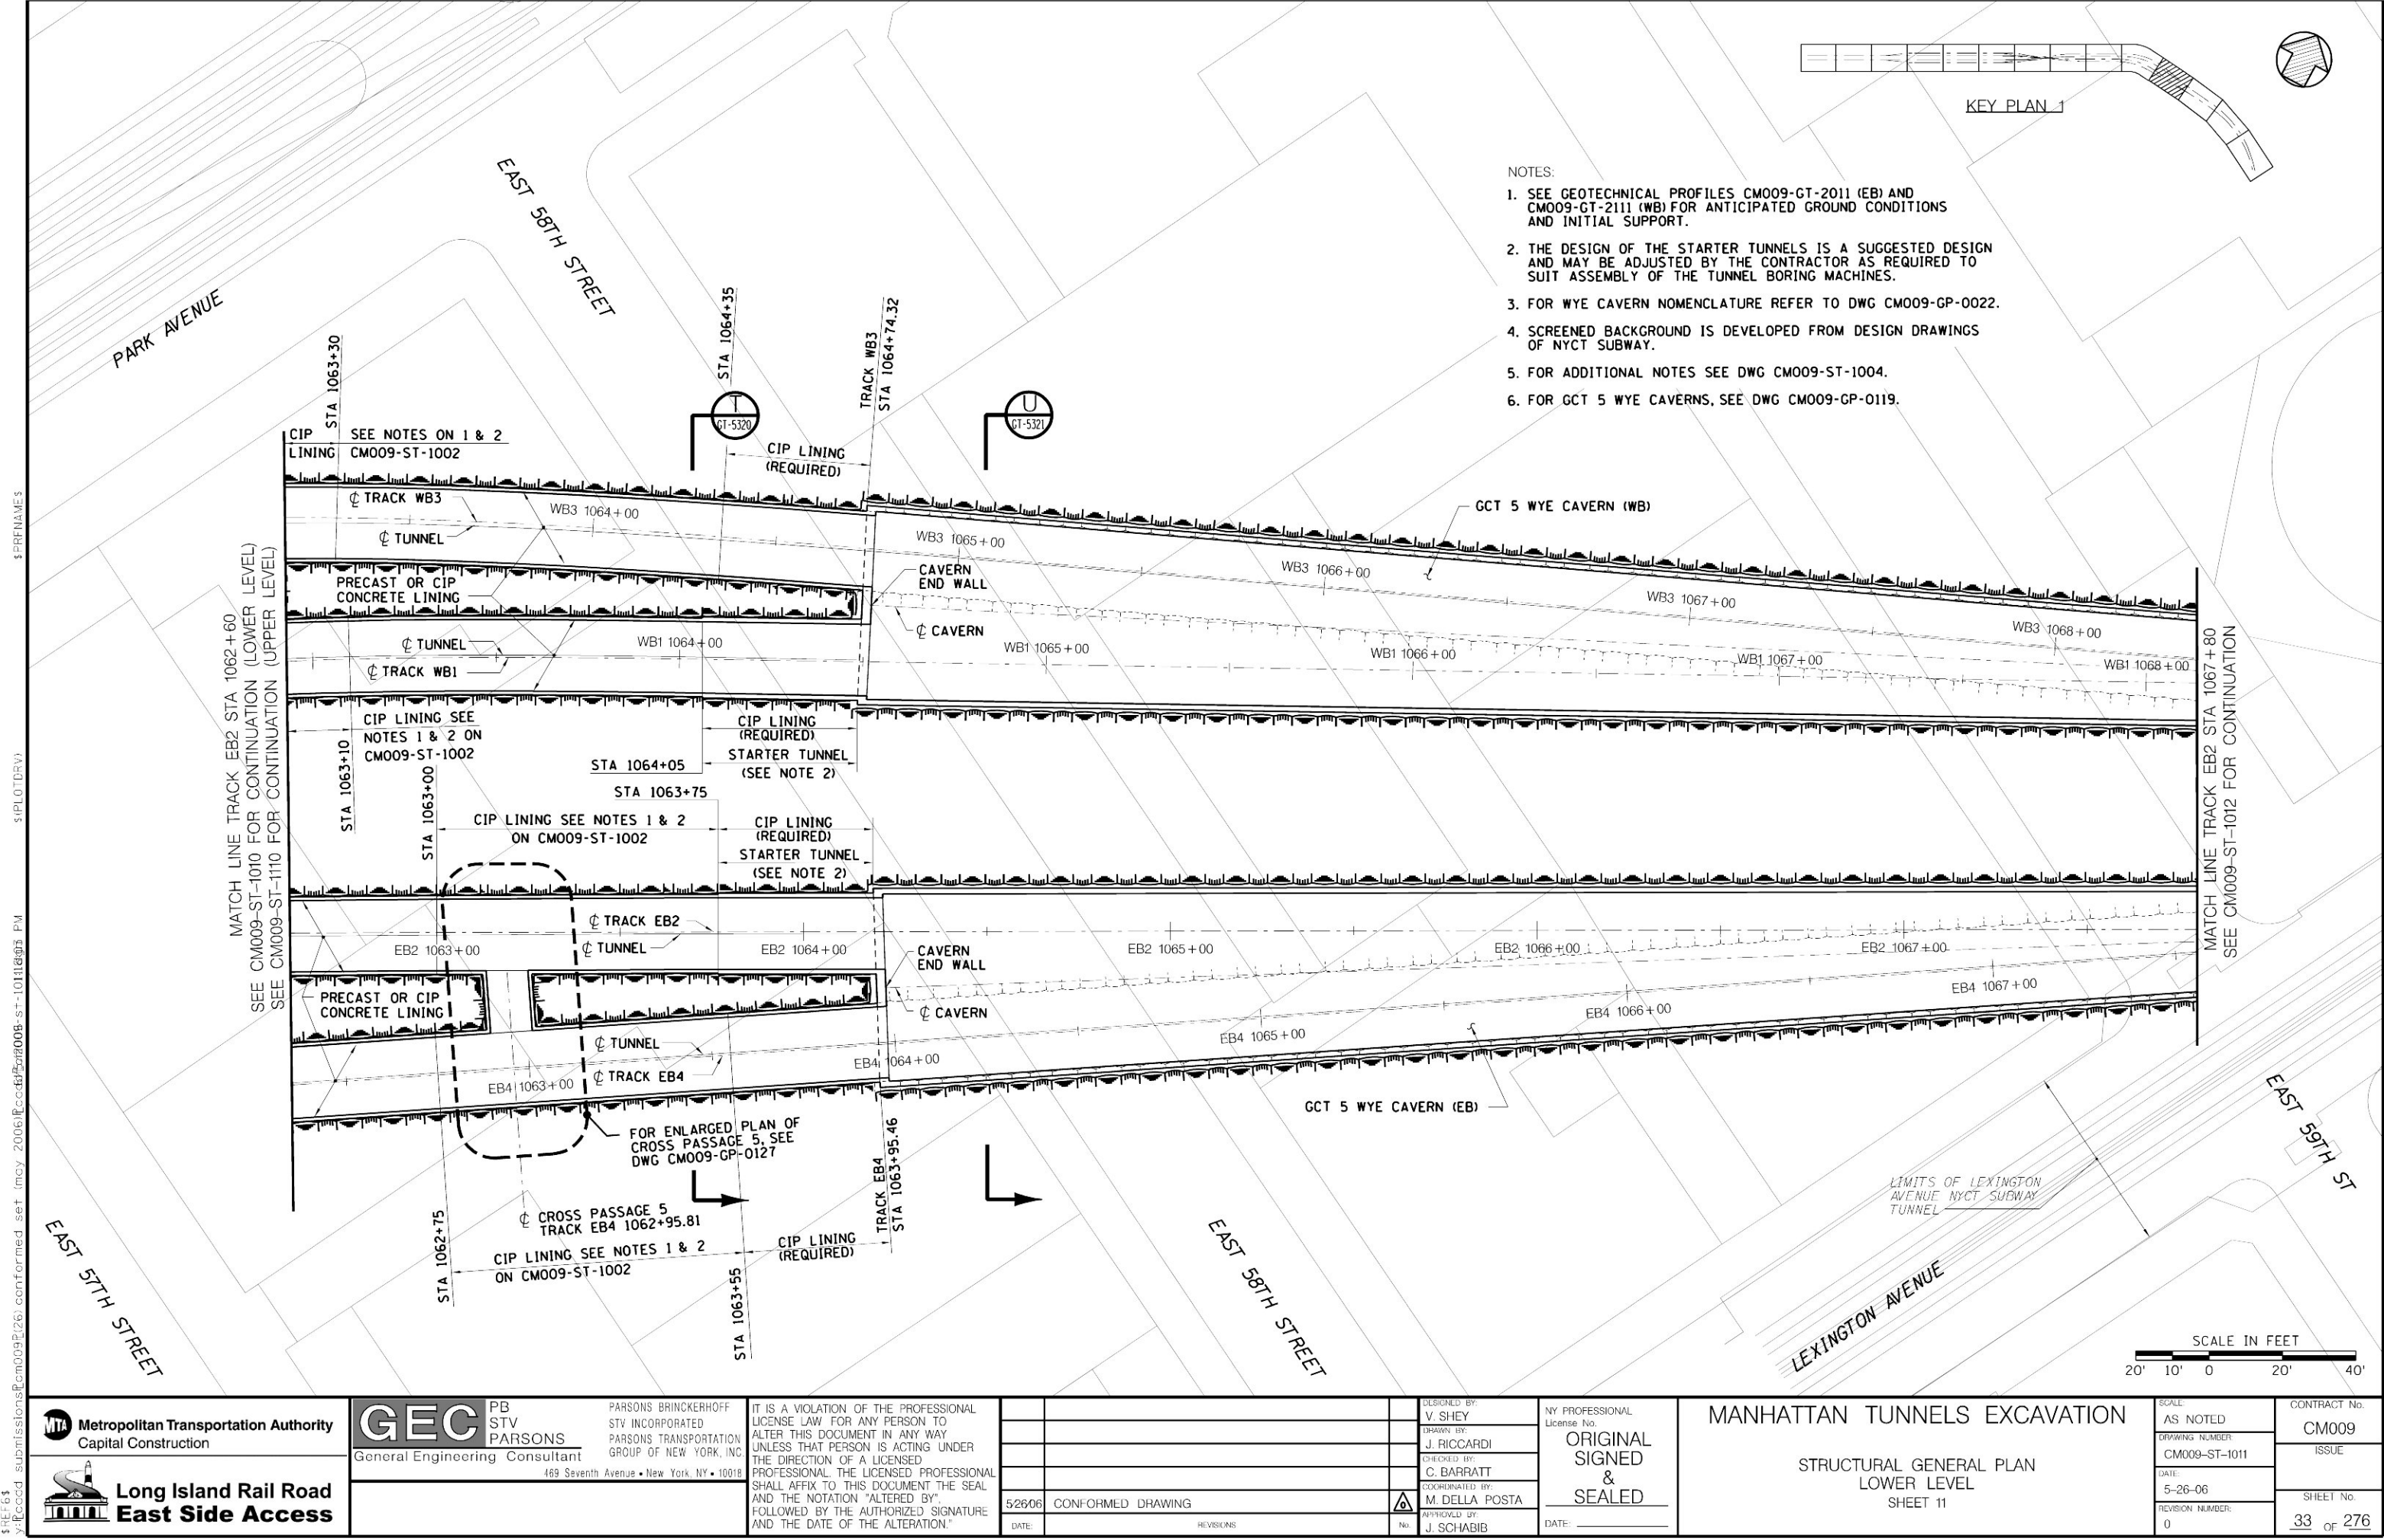 KEY PLAN 1
NOTES:
1. SEE GEOTECHNICAL PROFILES CM009-GT-2011 (EB) AND
CM009-GT-2111 (WB) FOR ANTICIPATED GROUND CONDITIONS
AND INITIAL SUPPORT.
2. THE DESIGN OF THE STARTER TUNNELS IS A SUGGESTED DESIGN
AND MAY BE ADJUSTED BY THE CONTRACTOR AS REQUIRED TO
SUIT ASSEMBLY OF THE TUNNEL BORING MACHINES.
3. FOR WYE CAVERN NOMENCLATURE REFER TO DWG CM009-GP-0022.
4. SCREENED BACKGROUND IS DEVELOPED FROM DESIGN DRAWINGS
OF NYCT SUBWAY.
5. FOR ADDITIONAL NOTES SEE DWG CM009-ST-1004.
6. FOR GCT 5 WYE CAVERNS, SEE DWG CM009-GP-0119.
PARK AVENUE
EAST 58TH STREET
STA 1063+30
STA 1064+35
TRACK WB3
STA 1064+74.32
T
GT-5320
U
GT-5321
CIP
LINING
SEE NOTES ON 1 & 2
CM009-ST-1002
CIP LINING
(REQUIRED)
℄ TRACK WB3
WB3 1064+00
℄ TUNNEL
WB3 1065+00
WB3 1066+00
WB3 1067+00
WB3 1068+00
GCT 5 WYE CAVERN (WB)
PRECAST OR CIP
CONCRETE LINING
CAVERN
END WALL
℄ CAVERN
℄ TUNNEL
℄ TRACK WB1
WB1 1064+00
WB1 1065+00
WB1 1066+00
WB1 1067+00
WB1 1068+00
MATCH LINE TRACK EB2 STA 1062+60
SEE CM009-ST-1010 FOR CONTINUATION (LOWER LEVEL)
SEE CM009-ST-1110 FOR CONTINUATION (UPPER LEVEL)
MATCH LINE TRACK EB2 STA 1067+80
SEE CM009-ST-1012 FOR CONTINUATION
CIP LINING SEE
NOTES 1 & 2 ON
CM009-ST-1002
STA 1063+10
STA 1063+00
CIP LINING
(REQUIRED)
STARTER TUNNEL
(SEE NOTE 2)
STA 1064+05
STA 1063+75
CIP LINING SEE NOTES 1 & 2
ON CM009-ST-1002
CIP LINING
(REQUIRED)
STARTER TUNNEL
(SEE NOTE 2)
℄ TRACK EB2
℄ TUNNEL
EB2 1063+00
EB2 1064+00
EB2 1065+00
EB2 1066+00
EB2 1067+00
CAVERN
END WALL
℄ CAVERN
PRECAST OR CIP
CONCRETE LINING
℄ TUNNEL
℄ TRACK EB4
EB4 1063+00
EB4 1064+00
EB4 1065+00
EB4 1066+00
EB4 1067+00
GCT 5 WYE CAVERN (EB)
FOR ENLARGED PLAN OF
CROSS PASSAGE 5, SEE
DWG CM009-GP-0127
TRACK EB4
STA 1063+95.46
℄ CROSS PASSAGE 5
TRACK EB4 1062+95.81
STA 1062+75
CIP LINING SEE NOTES 1 & 2
ON CM009-ST-1002
CIP LINING
(REQUIRED)
STA 1063+55
EAST 57TH STREET
EAST 58TH STREET
EAST 59TH ST
LEXINGTON AVENUE
LIMITS OF LEXINGTON
AVENUE NYCT SUBWAY
TUNNEL
SCALE IN FEET
20' 10' 0 20' 40'
$PRFNAME$
MTA Metropolitan Transportation Authority
Capital Construction
Long Island Rail Road
East Side Access
GEC
PB
STV
PARSONS
General Engineering Consultant
PARSONS BRINCKERHOFF
STV INCORPORATED
PARSONS TRANSPORTATION
GROUP OF NEW YORK, INC
469 Seventh Avenue • New York, NY • 10018
IT IS A VIOLATION OF THE PROFESSIONAL
LICENSE LAW FOR ANY PERSON TO
ALTER THIS DOCUMENT IN ANY WAY
UNLESS THAT PERSON IS ACTING UNDER
THE DIRECTION OF A LICENSED
PROFESSIONAL. THE LICENSED PROFESSIONAL
SHALL AFFIX TO THIS DOCUMENT THE SEAL
AND THE NOTATION "ALTERED BY",
FOLLOWED BY THE AUTHORIZED SIGNATURE
AND THE DATE OF THE ALTERATION."
5-26-06 CONFORMED DRAWING 0
DATE: REVISIONS No.
DESIGNED BY:
V. SHEY
DRAWN BY:
J. RICCARDI
CHECKED BY:
C. BARRATT
COORDINATED BY:
M. DELLA POSTA
APPROVED BY:
J. SCHABIB
NY PROFESSIONAL
License No.
ORIGINAL
SIGNED
&
SEALED
DATE:
MANHATTAN TUNNELS EXCAVATION
STRUCTURAL GENERAL PLAN
LOWER LEVEL
SHEET 11
SCALE:
AS NOTED
DRAWING NUMBER:
CM009-ST-1011
DATE:
5-26-06
REVISION NUMBER:
0
CONTRACT No.
CM009
ISSUE
SHEET No.
33 OF 276